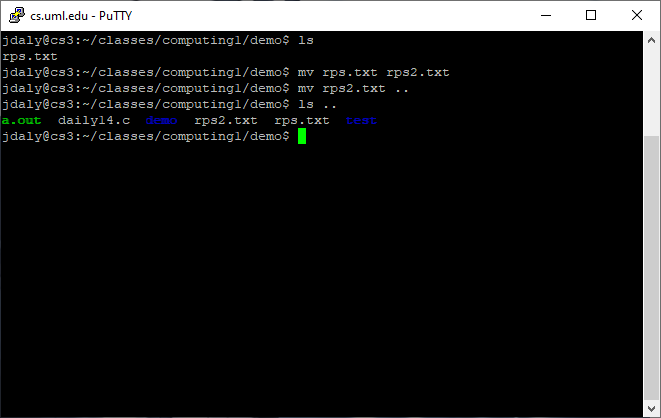 cs.uml.edu - PuTTY
jdaly@cs3:~/classes/computing1/demo$ ls
rps.txt
jdaly@cs3:~/classes/computing1/demo$ mv rps.txt rps2.txt
jdaly@cs3:~/classes/computing1/demo$ mv rps2.txt ..
jdaly@cs3:~/classes/computing1/demo$ ls ..
a.out  daily14.c  demo  rps2.txt  rps.txt  test
jdaly@cs3:~/classes/computing1/demo$